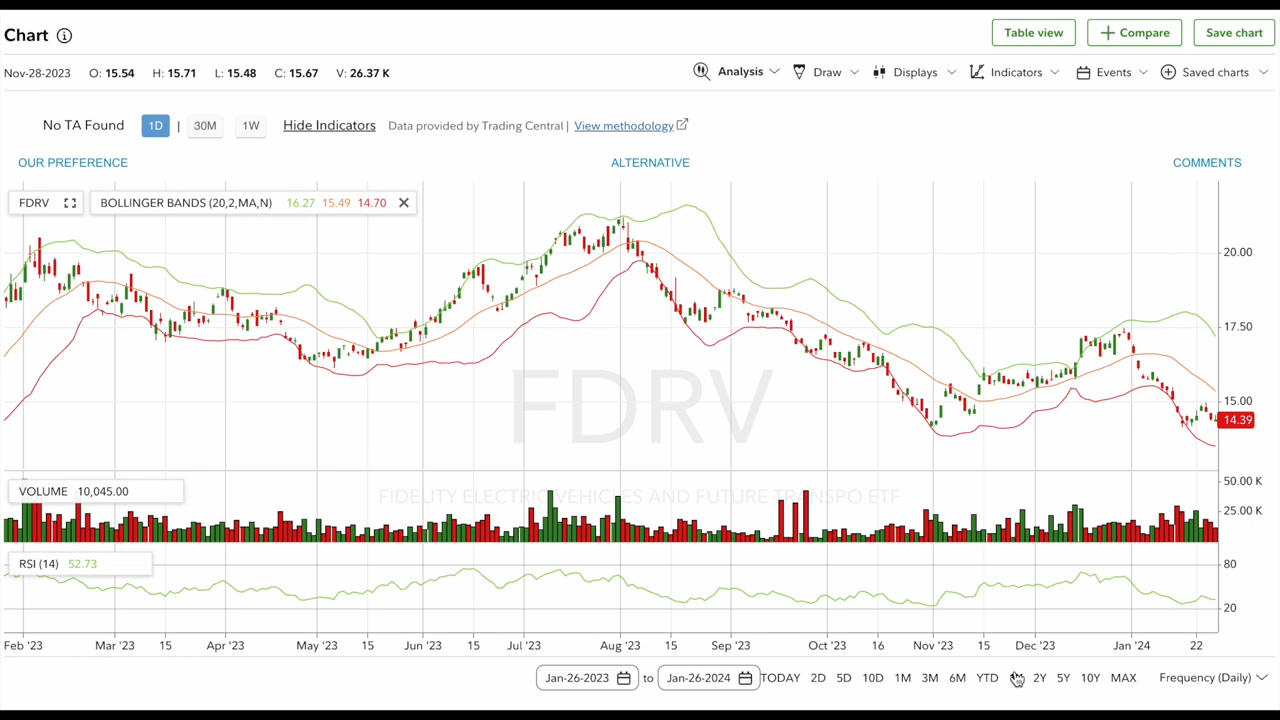 Chart
Table view
Compare
Save chart
Nov-28-2023 O: 15.54 H: 15.71 L: 15.48 C: 15.67 V: 26.37 K
Analysis Draw Displays Indicators Events Saved charts
No TA Found 1D | 30M 1W Hide Indicators Data provided by Trading Central | View methodology
OUR PREFERENCE ALTERNATIVE COMMENTS
FDRV BOLLINGER BANDS (20,2,MA,N) 16.27 15.49 14.70
20.00
17.50
15.00
14.39
FDRV
VOLUME 10,045.00
FIDELITY ELECTRIC VEHICLES AND FUTURE TRANSPO ETF
50.00 K
25.00 K
RSI (14) 52.73
80
20
Feb '23 Mar '23 15 Apr '23 May '23 15 Jun '23 15 Jul '23 Aug '23 15 Sep '23 Oct '23 16 Nov '23 15 Dec '23 Jan '24 22
Jan-26-2023 to Jan-26-2024 TODAY 2D 5D 10D 1M 3M 6M YTD 2Y 5Y 10Y MAX Frequency (Daily)